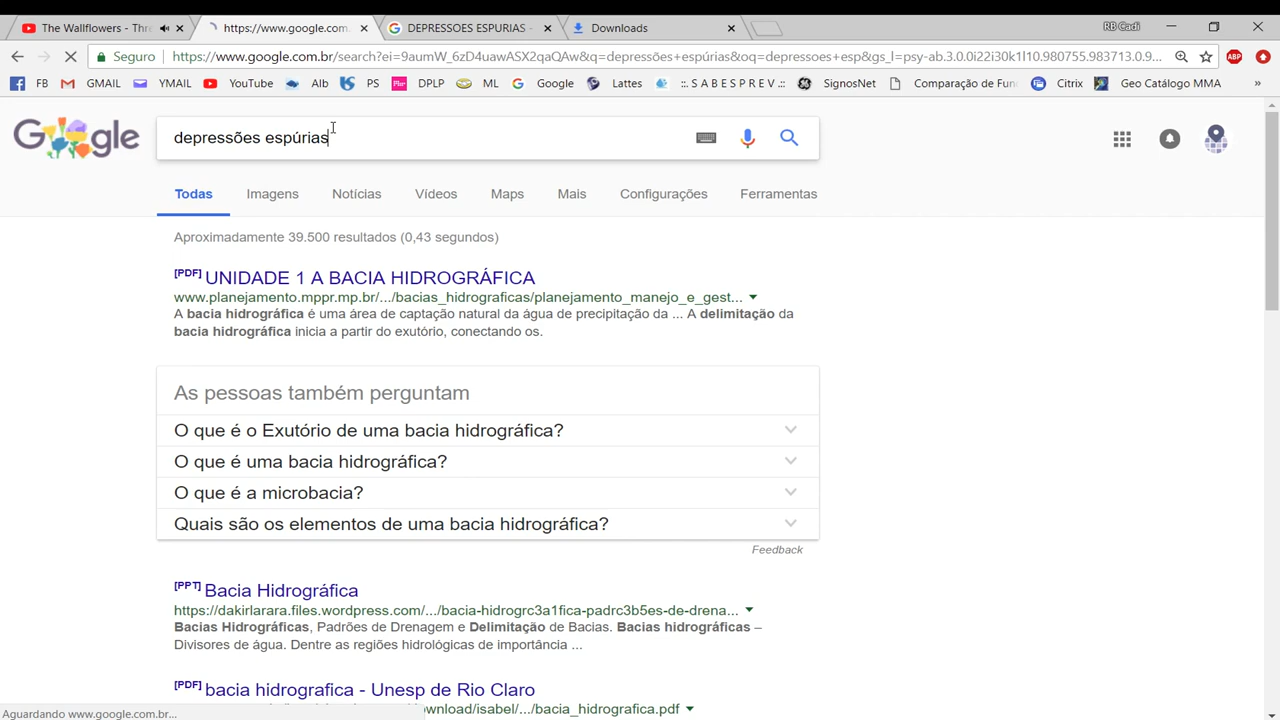 The Wallflowers - Thre
https://www.google.com.
DEPRESSOES ESPURIAS -
Downloads
RB Cadi
Seguro
https://www.google.com.br/search?ei=9aumW_6zD4uawASX2qaQAw&q=depressões+espúrias&oq=depressoes+esp&gs_l=psy-ab.3.0.0i22i30k1l10.980755.983713.0.9...
FB
GMAIL
YMAIL
YouTube
Alb
PS
DPLP
ML
Google
Lattes
.:: S A B E S P R E V .::
SignosNet
Comparação de Fun
Citrix
Geo Catálogo MMA
Google
depressões espúrias
Todas
Imagens
Notícias
Vídeos
Maps
Mais
Configurações
Ferramentas
Aproximadamente 39.500 resultados (0,43 segundos)
[PDF] UNIDADE 1 A BACIA HIDROGRÁFICA
www.planejamento.mppr.mp.br/.../bacias_hidrograficas/planejamento_manejo_e_gest...
A bacia hidrográfica é uma área de captação natural da água de precipitação da ... A delimitação da
bacia hidrográfica inicia a partir do exutório, conectando os.
As pessoas também perguntam
O que é o Exutório de uma bacia hidrográfica?
O que é uma bacia hidrográfica?
O que é a microbacia?
Quais são os elementos de uma bacia hidrográfica?
Feedback
[PPT] Bacia Hidrográfica
https://dakirlarara.files.wordpress.com/.../bacia-hidrogrc3a1fica-padrc3b5es-de-drena...
Bacias Hidrográficas, Padrões de Drenagem e Delimitação de Bacias. Bacias hidrográficas –
Divisores de água. Dentre as regiões hidrológicas de importância ...
[PDF] bacia hidrografica - Unesp de Rio Claro
ownload/isabel/.../bacia_hidrografica.pdf
Aguardando www.google.com.br...